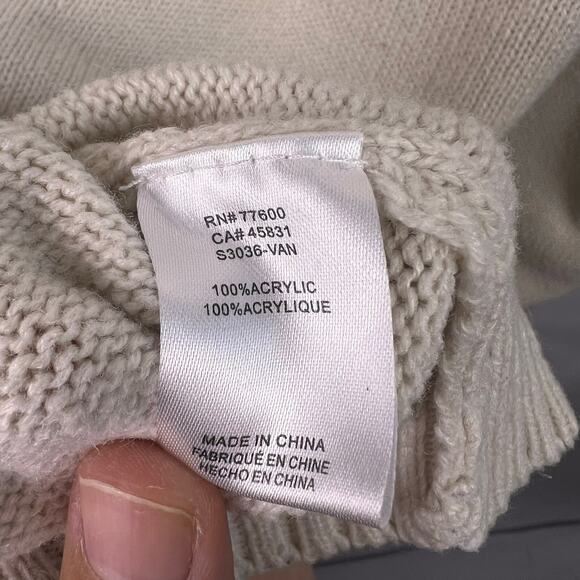 RN# 77600
CA# 45831
S3036-VAN
100%ACRYLIC
100%ACRYLIQUE
MADE IN CHINA
FABRIQUÉ EN CHINE
HECHO EN CHINA